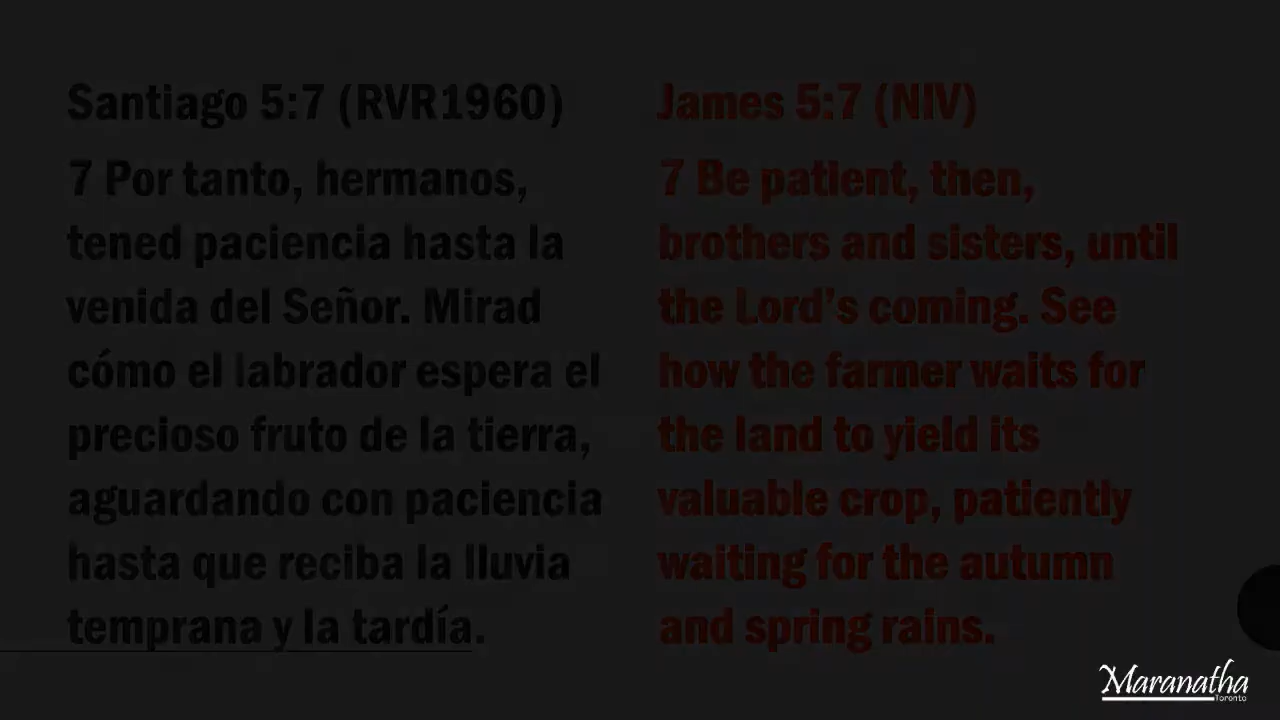 Santiago 5:7 (RVR1960)
7 Por tanto, hermanos,
tened paciencia hasta la
venida del Señor. Mirad
cómo el labrador espera el
precioso fruto de la tierra,
aguardando con paciencia
hasta que reciba la lluvia
temprana y la tardía.
James 5:7 (NIV)
7 Be patient, then,
brothers and sisters, until
the Lord’s coming. See
how the farmer waits for
the land to yield its
valuable crop, patiently
waiting for the autumn
and spring rains.
Maranatha
Toronto